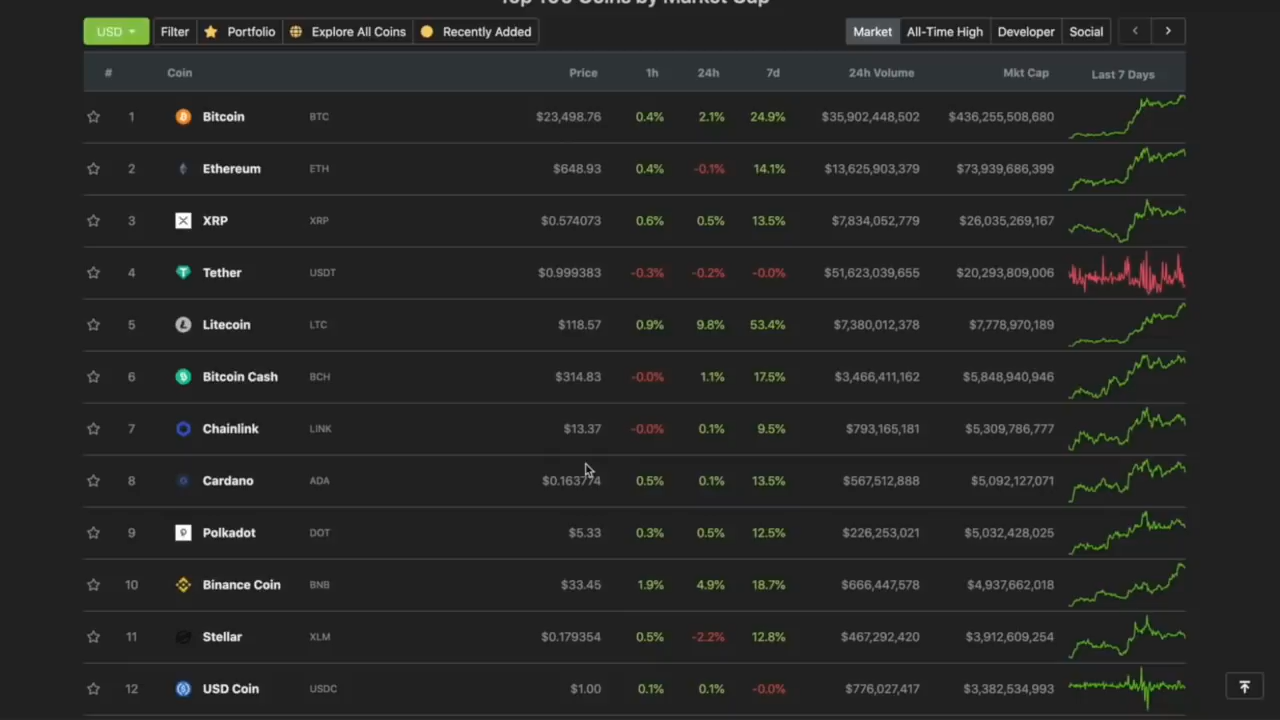 Top 100 Coins by Market Cap
USD Filter Portfolio Explore All Coins Recently Added Market All-Time High Developer Social
# Coin Price 1h 24h 7d 24h Volume Mkt Cap Last 7 Days
1 Bitcoin BTC $23,498.76 0.4% 2.1% 24.9% $35,902,448,502 $436,255,508,680
2 Ethereum ETH $648.93 0.4% -0.1% 14.1% $13,625,903,379 $73,939,686,399
3 XRP XRP $0.574073 0.6% 0.5% 13.5% $7,834,052,779 $26,035,269,167
4 Tether USDT $0.999383 -0.3% -0.2% -0.0% $51,623,039,655 $20,293,809,006
5 Litecoin LTC $118.57 0.9% 9.8% 53.4% $7,380,012,378 $7,778,970,189
6 Bitcoin Cash BCH $314.83 -0.0% 1.1% 17.5% $3,466,411,162 $5,848,940,946
7 Chainlink LINK $13.37 -0.0% 0.1% 9.5% $793,165,181 $5,309,786,777
8 Cardano ADA $0.163774 0.5% 0.1% 13.5% $567,512,888 $5,092,127,071
9 Polkadot DOT $5.33 0.3% 0.5% 12.5% $226,253,021 $5,032,428,025
10 Binance Coin BNB $33.45 1.9% 4.9% 18.7% $666,447,578 $4,937,662,018
11 Stellar XLM $0.179354 0.5% -2.2% 12.8% $467,292,420 $3,912,609,254
12 USD Coin USDC $1.00 0.1% 0.1% -0.0% $776,027,417 $3,382,534,993